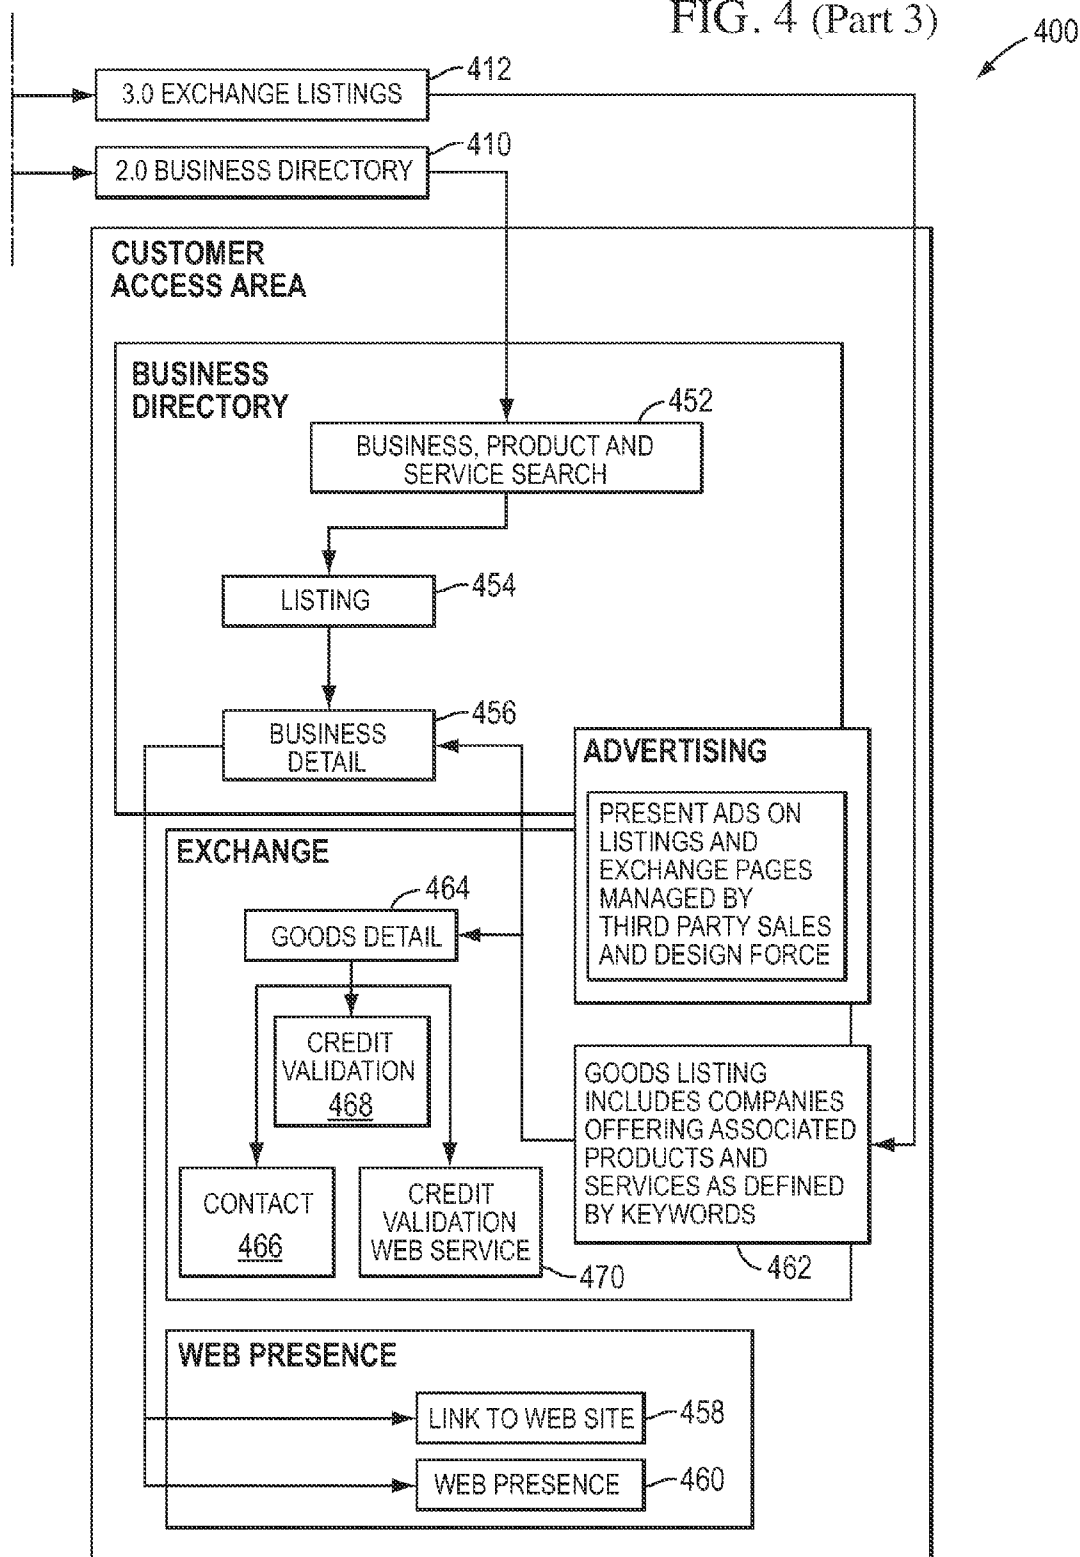 FIG. 4 (Part 3)
400
412
3.0 EXCHANGE LISTINGS
410
2.0 BUSINESS DIRECTORY
CUSTOMER
ACCESS AREA
BUSINESS
DIRECTORY
452
BUSINESS, PRODUCT AND
SERVICE SEARCH
LISTING
454
456
BUSINESS
DETAIL
ADVERTISING
PRESENT ADS ON
LISTINGS AND
EXCHANGE PAGES
MANAGED BY
THIRD PARTY SALES
AND DESIGN FORCE
EXCHANGE
464
GOODS DETAIL
CREDIT
VALIDATION
468
GOODS LISTING
INCLUDES COMPANIES
OFFERING ASSOCIATED
PRODUCTS AND
SERVICES AS DEFINED
BY KEYWORDS
462
CONTACT
466
CREDIT
VALIDATION
WEB SERVICE
470
WEB PRESENCE
LINK TO WEB SITE
458
WEB PRESENCE
460